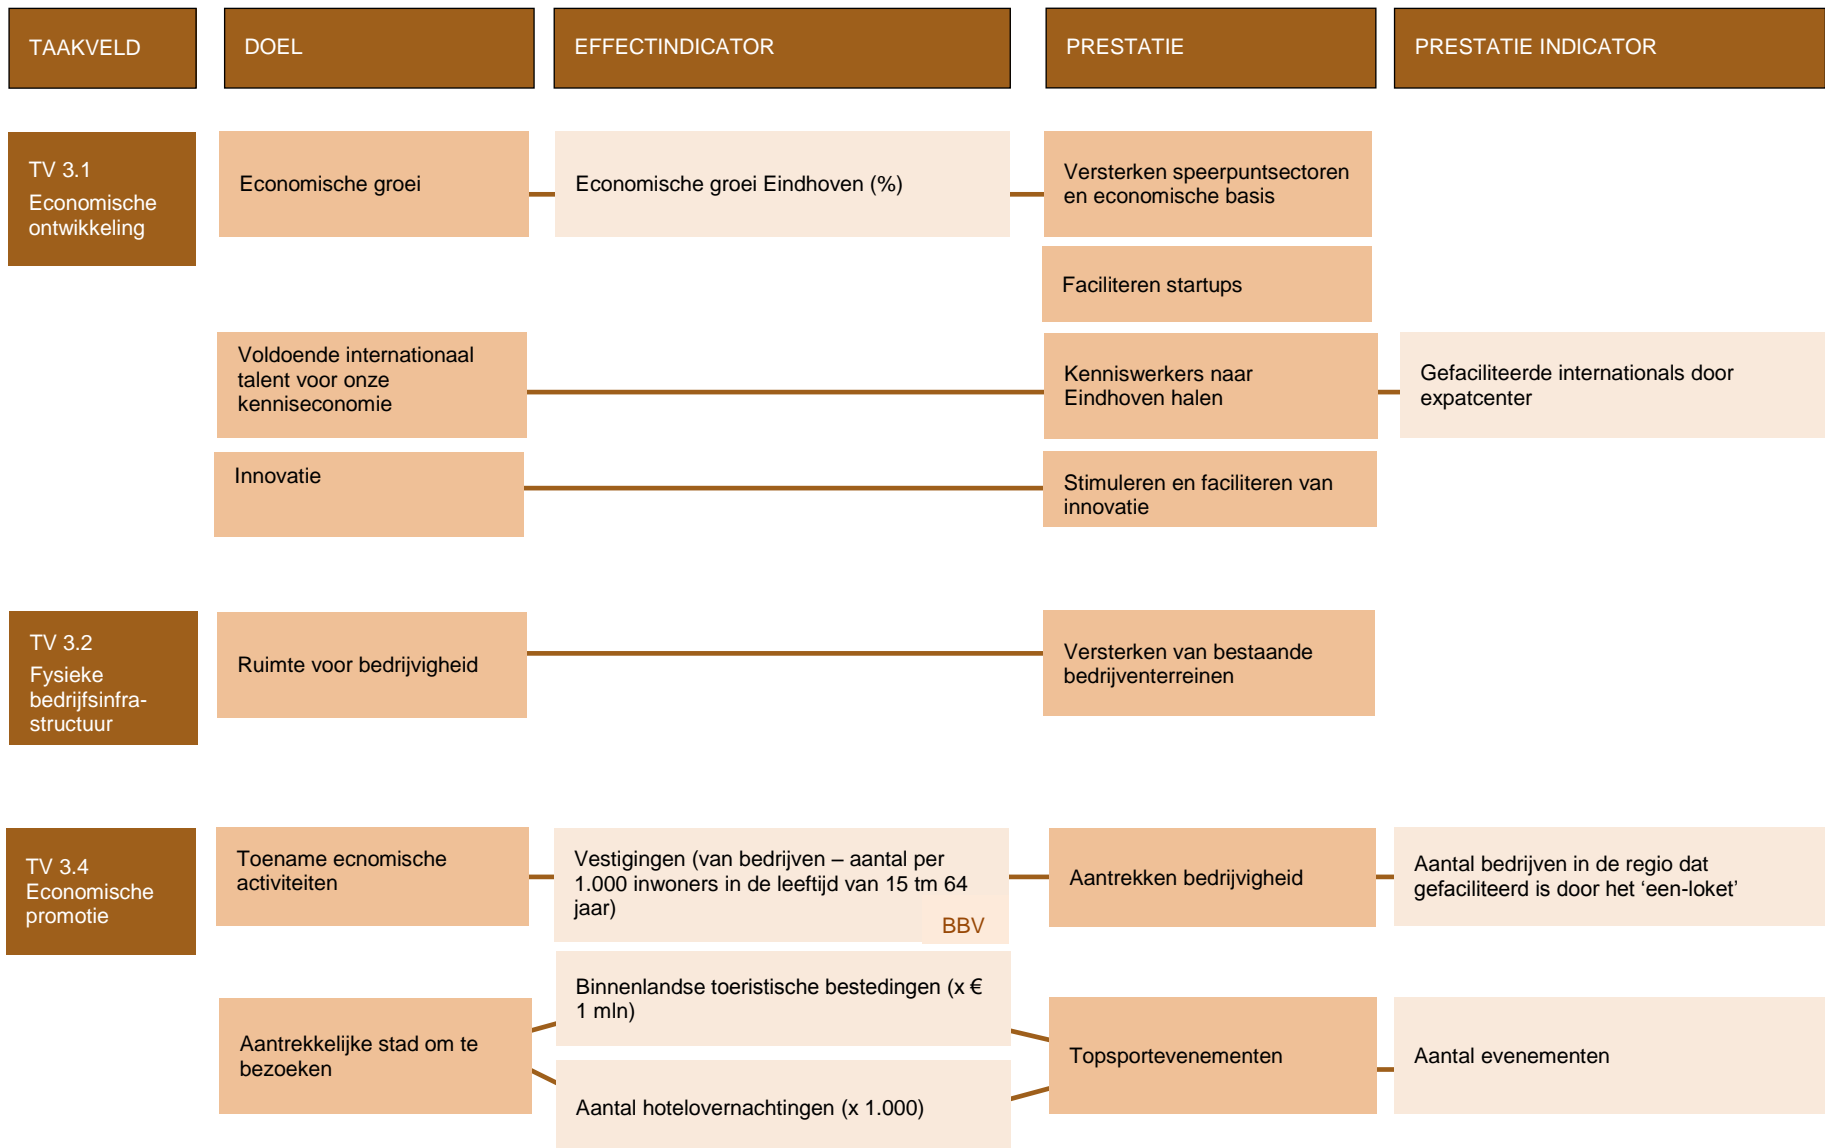 TAAKVELD
DOEL
EFFECTINDICATOR
PRESTATIE
PRESTATIE INDICATOR
TV 3.1
Economische
ontwikkeling
Economische groei
Economische groei Eindhoven (%)
Versterken speerpuntsectoren
en economische basis
Faciliteren startups
Voldoende internationaal
talent voor onze
kenniseconomie
Kenniswerkers naar
Eindhoven halen
Gefaciliteerde internationals door
expatcenter
Innovatie
Stimuleren en faciliteren van
innovatie
TV 3.2
Fysieke
bedrijfsinfra-
structuur
Ruimte voor bedrijvigheid
Versterken van bestaande
bedrijventerreinen
TV 3.4
Economische
promotie
Toename ecnomische
activiteiten
Vestigingen (van bedrijven – aantal per
1.000 inwoners in de leeftijd van 15 tm 64
jaar)
BBV
Aantrekken bedrijvigheid
Aantal bedrijven in de regio dat
gefaciliteerd is door het ‘een-loket’
Aantrekkelijke stad om te
bezoeken
Binnenlandse toeristische bestedingen (x €
1 mln)
Aantal hotelovernachtingen (x 1.000)
Topsportevenementen
Aantal evenementen